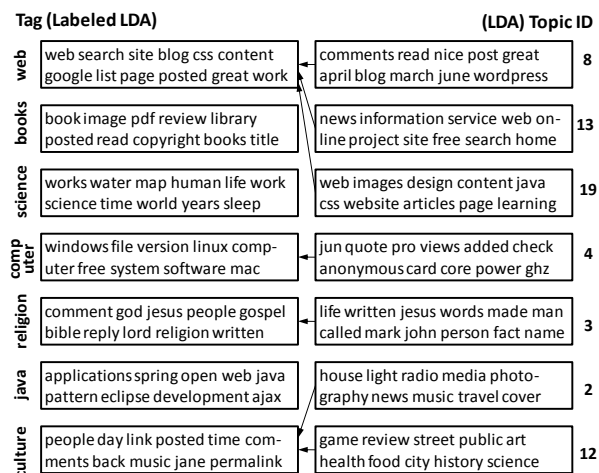 Tag (Labeled LDA)
(LDA) Topic ID
web
web search site blog css content
google list page posted great work
comments read nice post great
april blog march june wordpress
8
books
book image pdf review library
posted read copyright books title
news information service web on-
line project site free search home
13
science
works water map human life work
science time world years sleep
web images design content java
css website articles page learning
19
comp
uter
windows file version linux comp-
uter free system software mac
jun quote pro views added check
anonymous card core power ghz
4
religion
comment god jesus people gospel
bible reply lord religion written
life written jesus words made man
called mark john person fact name
3
java
applications spring open web java
pattern eclipse development ajax
house light radio media photo-
graphy news music travel cover
2
culture
people day link posted time com-
ments back music jane permalink
game review street public art
health food city history science
12